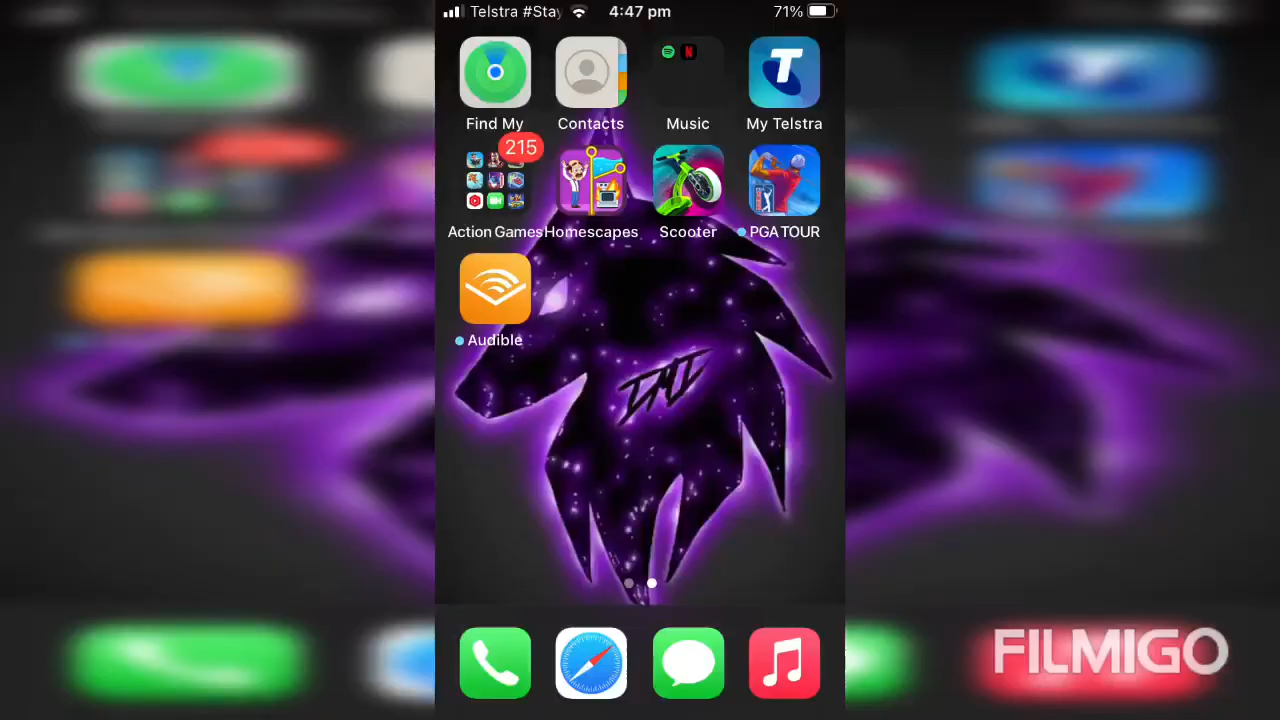 Telstra #Stay 4:47 pm 71%
N
T
Find My Contacts Music My Telstra
215
Action Games Homescapes Scooter PGA TOUR
Audible
LMI
FILMIGO